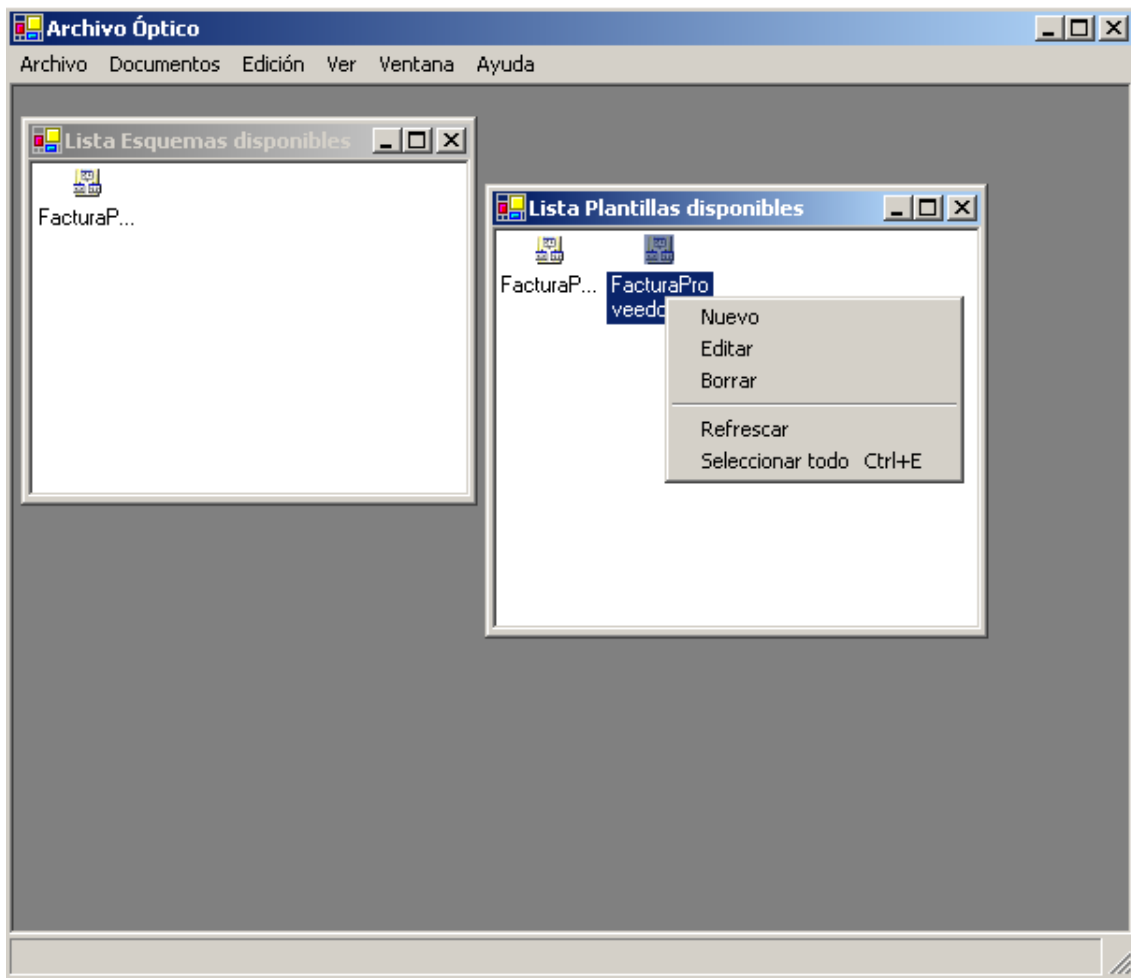 Archivo Óptico
Archivo Documentos Edición Ver Ventana Ayuda
Lista Esquemas disponibles
FacturaP...
Lista Plantillas disponibles
FacturaP...
FacturaPro
Nuevo
Editar
Borrar
Refrescar
Seleccionar todo Ctrl+E